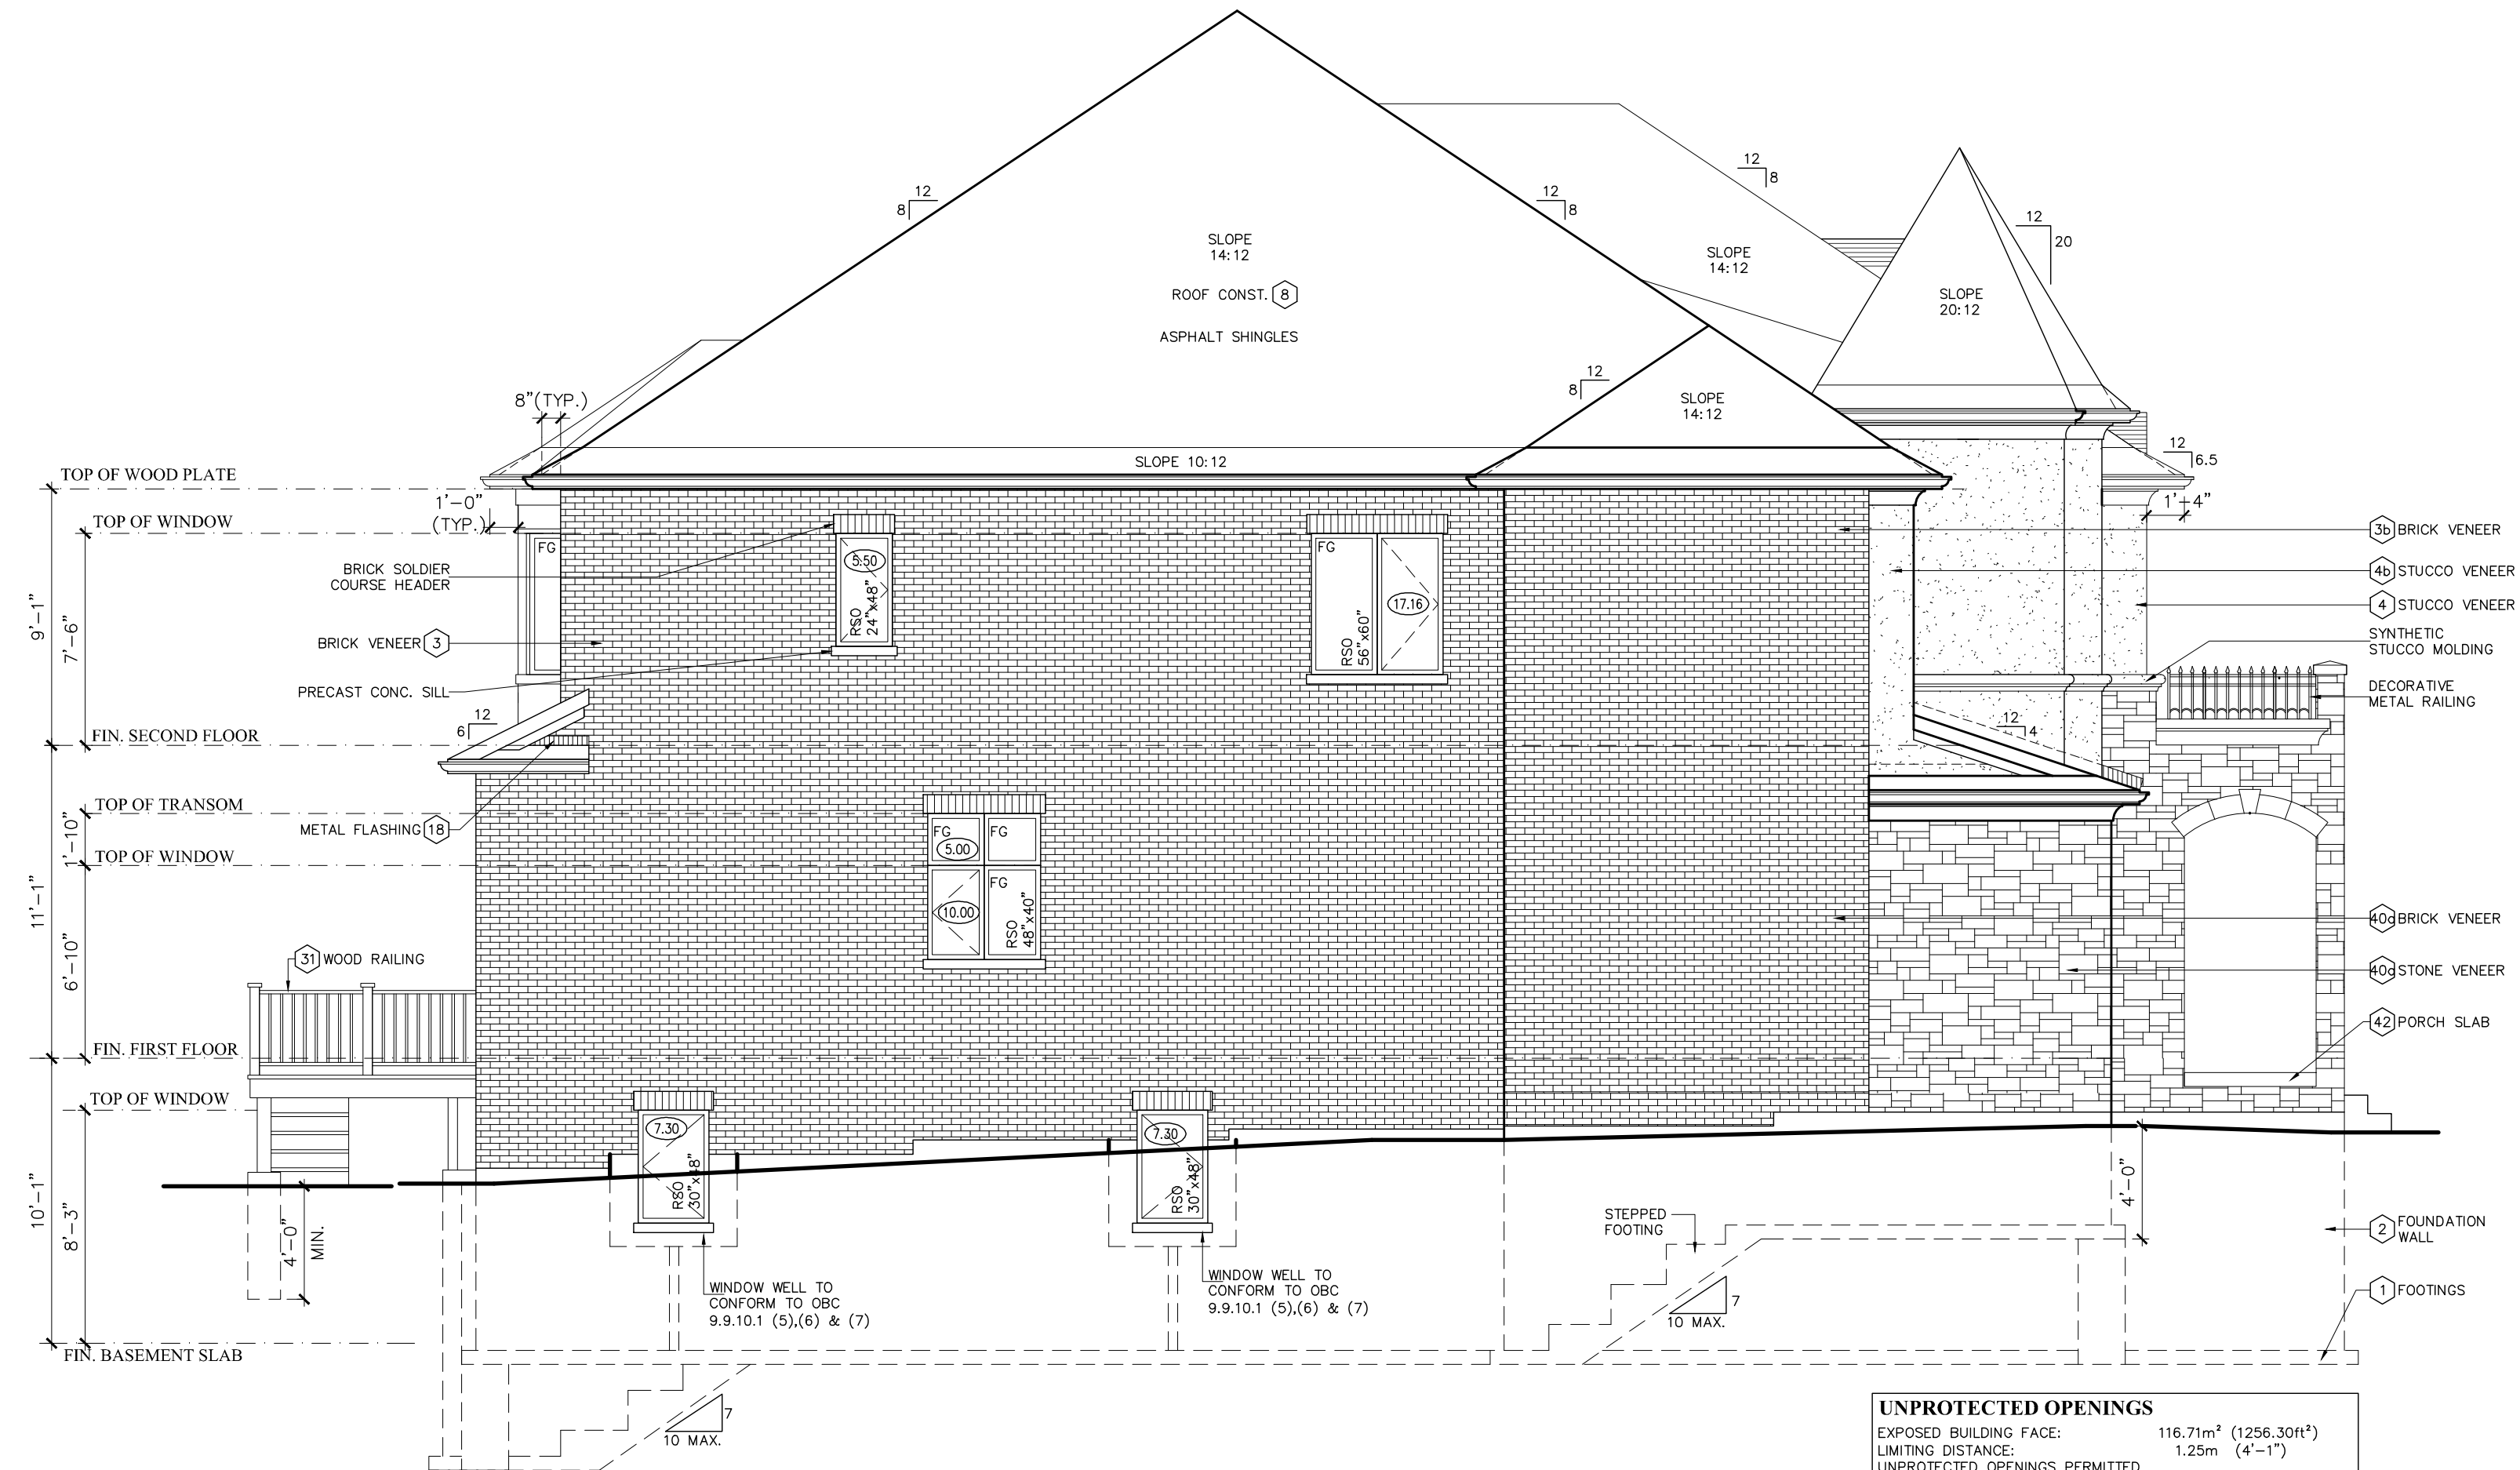 12
8
12
8
12
8
12
20
SLOPE
14:12
SLOPE
14:12
ROOF CONST. 8
SLOPE
20:12
ASPHALT SHINGLES
12
8
SLOPE
14:12
8"(TYP.)
12
6.5
SLOPE 10:12
TOP OF WOOD PLATE
1'-0"
(TYP.)
1'-4"
TOP OF WINDOW
FG
5.50
RSO
24"x48"
FG
17.16
RSO
56"x60"
3b BRICK VENEER
BRICK SOLDIER
COURSE HEADER
4b STUCCO VENEER
4 STUCCO VENEER
9'-1"
7'-6"
BRICK VENEER 3
SYNTHETIC
STUCCO MOLDING
PRECAST CONC. SILL
DECORATIVE
METAL RAILING
12
6
12
4
FIN. SECOND FLOOR
TOP OF TRANSOM
METAL FLASHING 18
1'-10"
TOP OF WINDOW
FG
FG
5.00
FG
10.00
RSO
48"x40"
11'-1"
6'-10"
40a BRICK VENEER
31 WOOD RAILING
40a STONE VENEER
42 PORCH SLAB
FIN. FIRST FLOOR
TOP OF WINDOW
7.30
RSO
30"x48"
7.30
RSO
30"x48"
10'-1"
8'-3"
4'-0"
MIN.
4'-0"
STEPPED
FOOTING
2 FOUNDATION
WALL
WINDOW WELL TO
CONFORM TO OBC
9.9.10.1 (5),(6) & (7)
WINDOW WELL TO
CONFORM TO OBC
9.9.10.1 (5),(6) & (7)
7
10 MAX.
1 FOOTINGS
FIN. BASEMENT SLAB
7
10 MAX.
UNPROTECTED OPENINGS
EXPOSED BUILDING FACE: 116.71m² (1256.30ft²)
LIMITING DISTANCE: 1.25m (4'-1")
UNPROTECTED OPENINGS PERMITTED